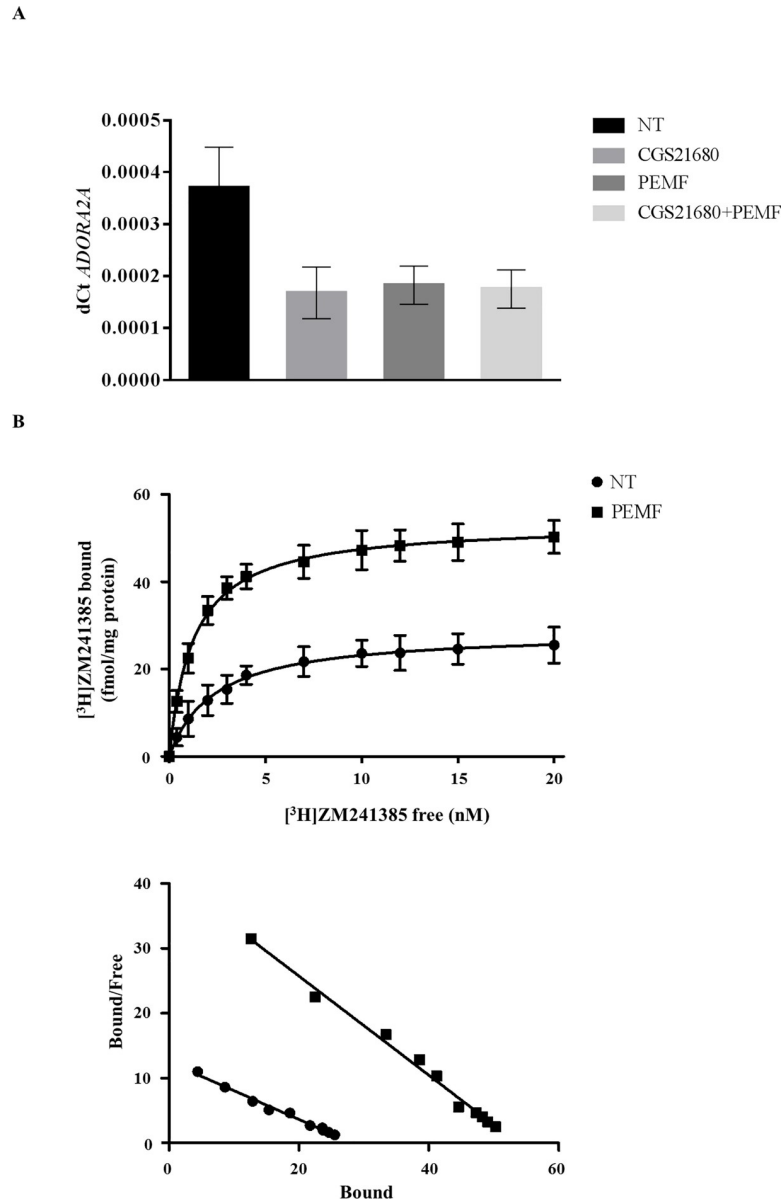 A
0.0005
0.0004
0.0003
0.0002
0.0001
0.0000
dCt ADORA2A
NT
CGS21680
PEMF
CGS21680+PEMF
B
NT
PEMF
60
40
20
0
[³H]ZM241385 bound
(fmol/mg protein)
0 5 10 15 20
[³H]ZM241385 free (nM)
40
30
20
10
0
Bound/Free
0 20 40 60
Bound